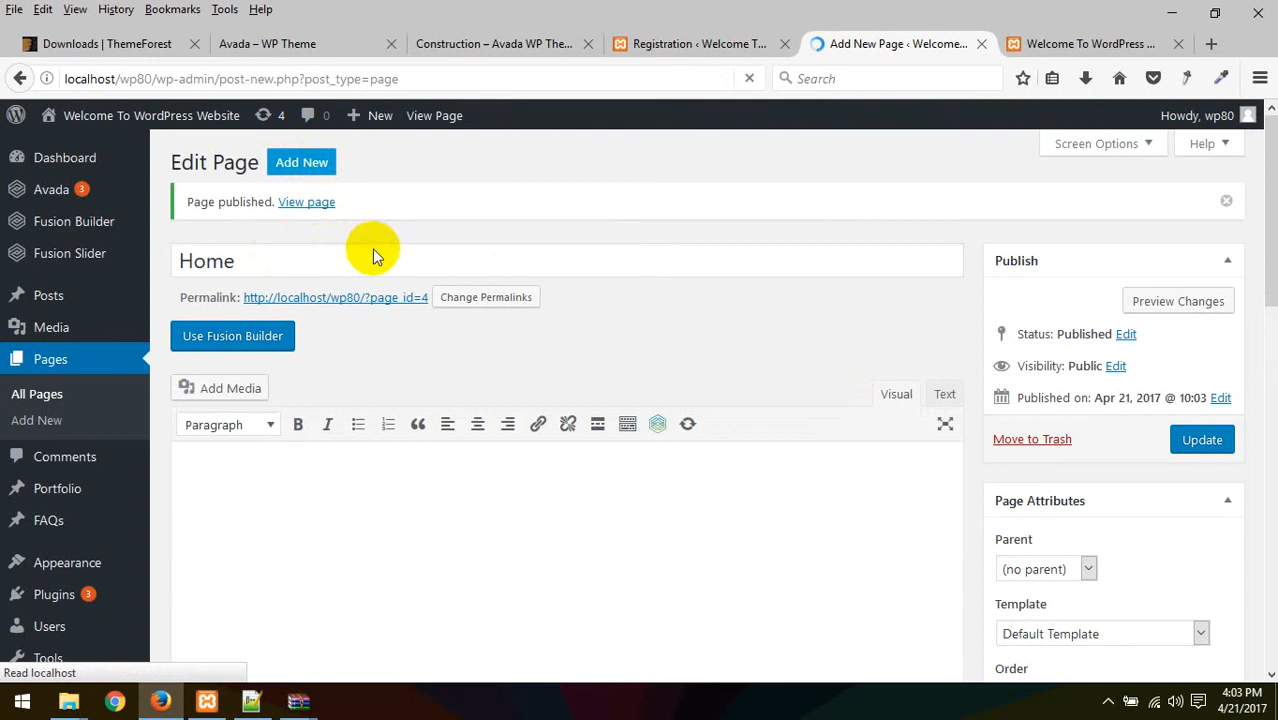 File Edit View History Bookmarks Tools Help
Downloads | ThemeForest
Avada – WP Theme
Construction – Avada WP The...
Registration ‹ Welcome T...
Add New Page ‹ Welcome...
Welcome To WordPress ...
localhost/wp80/wp-admin/post-new.php?post_type=page
Search
Welcome To WordPress Website 4 0 New View Page Howdy, wp80
Dashboard
Avada 3
Fusion Builder
Fusion Slider
Posts
Media
Pages
All Pages
Add New
Comments
Portfolio
FAQs
Appearance
Plugins 3
Users
Tools
Read localhost
Screen Options Help
Edit Page Add New
Page published. View page
Home
Permalink: http://localhost/wp80/?page_id=4 Change Permalinks
Use Fusion Builder
Add Media
Visual Text
Paragraph B I
Publish
Preview Changes
Status: Published Edit
Visibility: Public Edit
Published on: Apr 21, 2017 @ 10:03 Edit
Move to Trash Update
Page Attributes
Parent
(no parent)
Template
Default Template
Order
4:03 PM
4/21/2017